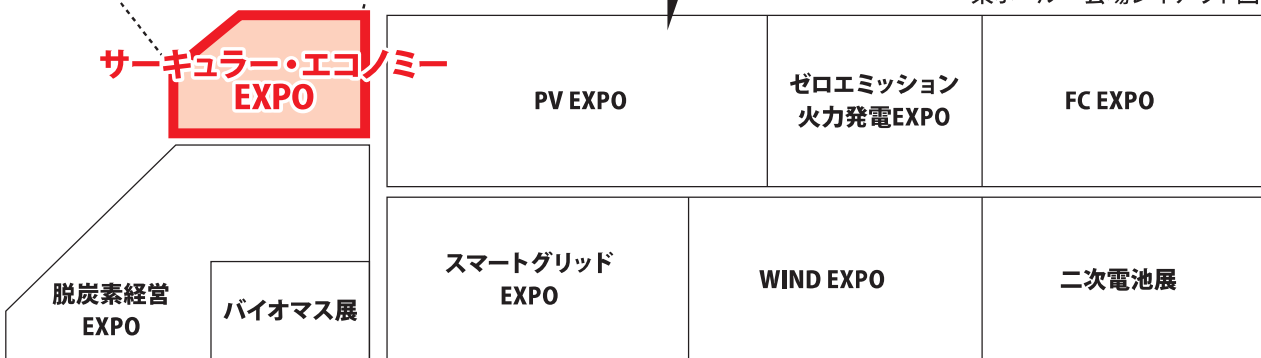 サーキュラー・エコノミー
EXPO
PV EXPO
ゼロエミッション
火力発電EXPO
FC EXPO
脱炭素経営
EXPO
バイオマス展
スマートグリッド
EXPO
WIND EXPO
二次電池展